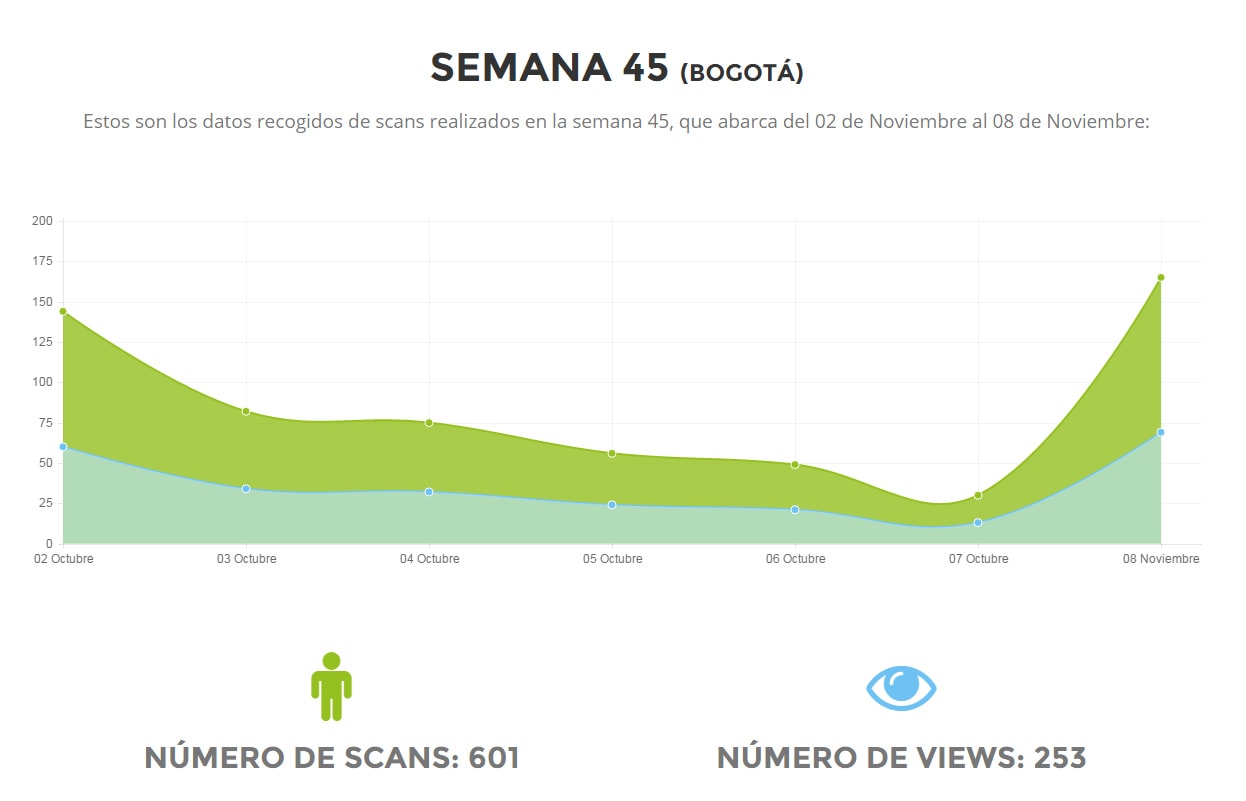 SEMANA 45 (BOGOTÁ)
Estos son los datos recogidos de scans realizados en la semana 45, que abarca del 02 de Noviembre al 08 de Noviembre:
200
175
150
125
100
75
50
25
0
02 Octubre 03 Octubre 04 Octubre 05 Octubre 06 Octubre 07 Octubre 08 Noviembre
NÚMERO DE SCANS: 601 NÚMERO DE VIEWS: 253